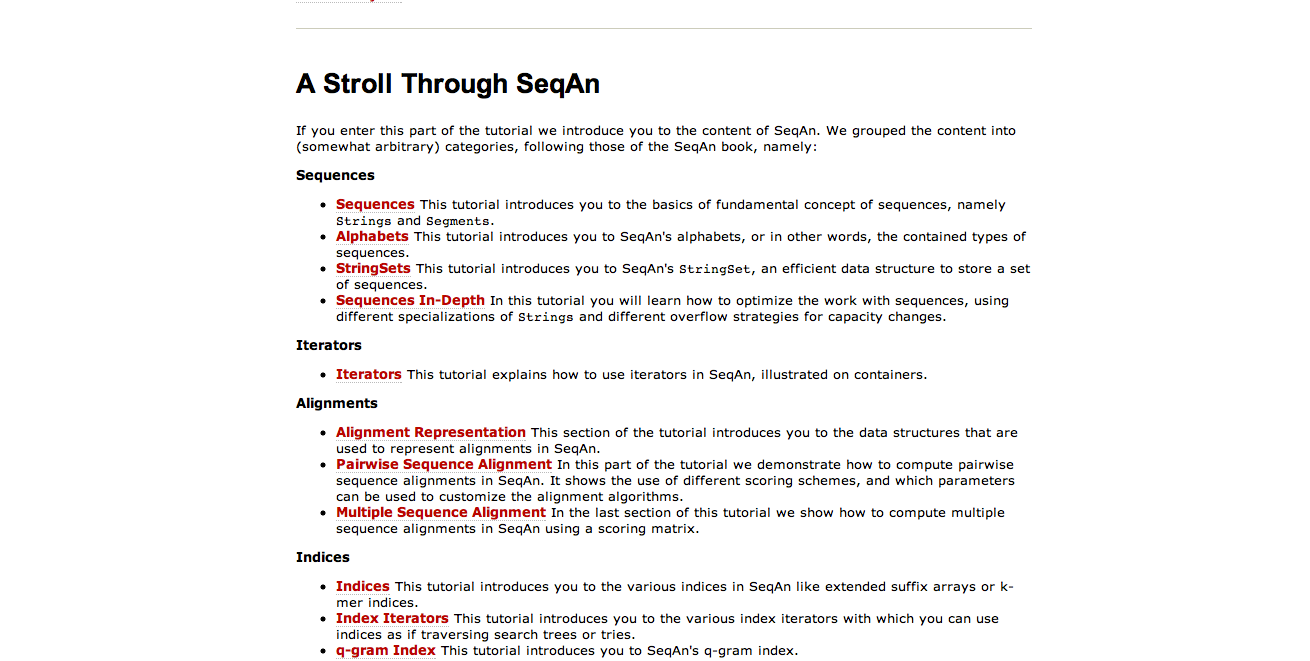 A Stroll Through SeqAn
If you enter this part of the tutorial we introduce you to the content of SeqAn. We grouped the content into
(somewhat arbitrary) categories, following those of the SeqAn book, namely:
Sequences
Sequences This tutorial introduces you to the basics of fundamental concept of sequences, namely
Strings and Segments.
Alphabets This tutorial introduces you to SeqAn's alphabets, or in other words, the contained types of
sequences.
StringSets This tutorial introduces you to SeqAn's StringSet, an efficient data structure to store a set
of sequences.
Sequences In-Depth In this tutorial you will learn how to optimize the work with sequences, using
different specializations of Strings and different overflow strategies for capacity changes.
Iterators
Iterators This tutorial explains how to use iterators in SeqAn, illustrated on containers.
Alignments
Alignment Representation This section of the tutorial introduces you to the data structures that are
used to represent alignments in SeqAn.
Pairwise Sequence Alignment In this part of the tutorial we demonstrate how to compute pairwise
sequence alignments in SeqAn. It shows the use of different scoring schemes, and which parameters
can be used to customize the alignment algorithms.
Multiple Sequence Alignment In the last section of this tutorial we show how to compute multiple
sequence alignments in SeqAn using a scoring matrix.
Indices
Indices This tutorial introduces you to the various indices in SeqAn like extended suffix arrays or k-
mer indices.
Index Iterators This tutorial introduces you to the various index iterators with which you can use
indices as if traversing search trees or tries.
q-gram Index This tutorial introduces you to SeqAn's q-gram index.